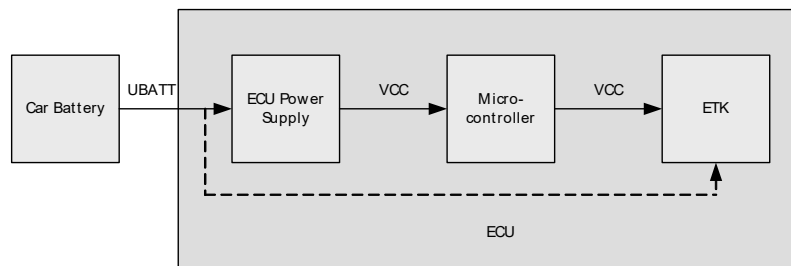 Car Battery
UBATT
ECU Power
Supply
VCC
Micro-
controller
VCC
ETK
ECU